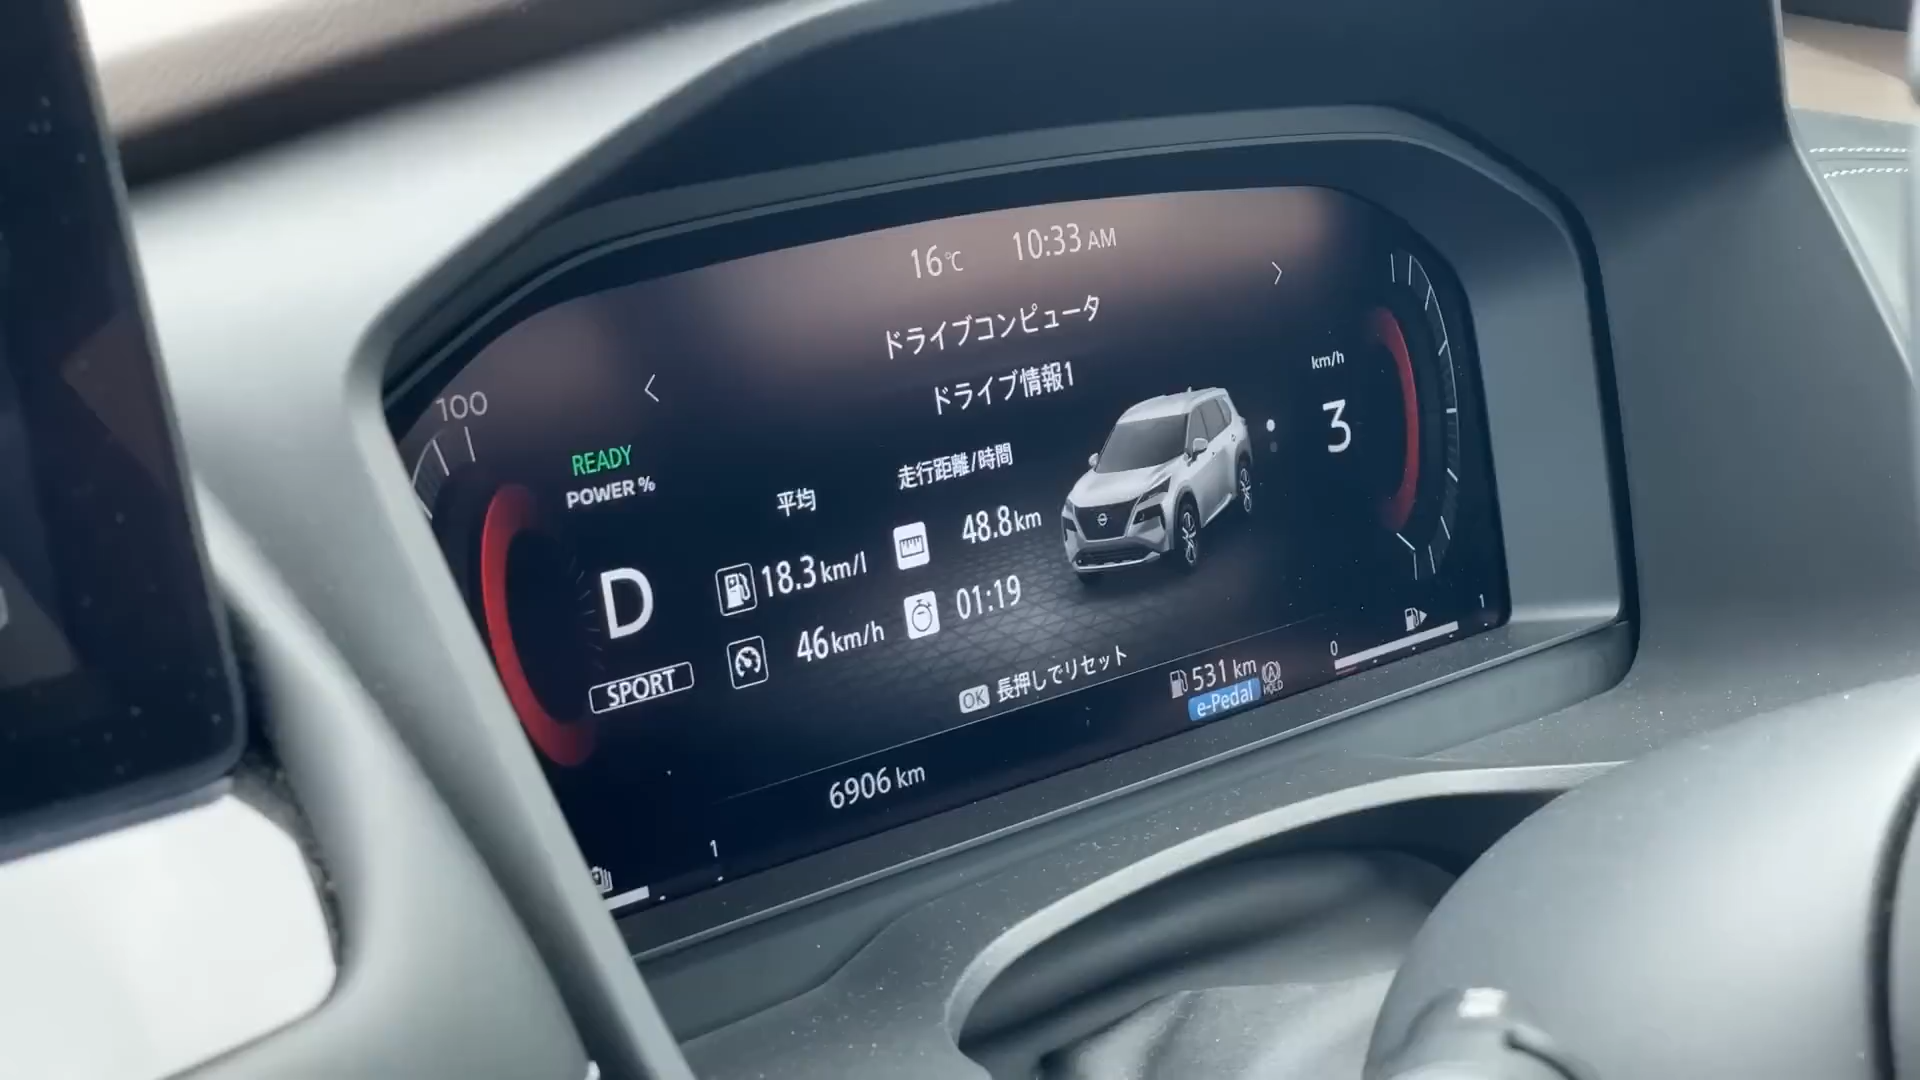 16℃ 10:33 AM
ドライブコンピュータ
ドライブ情報1
100
READY
POWER %
D
SPORT
平均
18.3 km/l
46 km/h
走行距離/時間
48.8 km
01:19
km/h
3
OK 長押しでリセット
531 km
e-Pedal
HOLD
0 1
6906 km
1